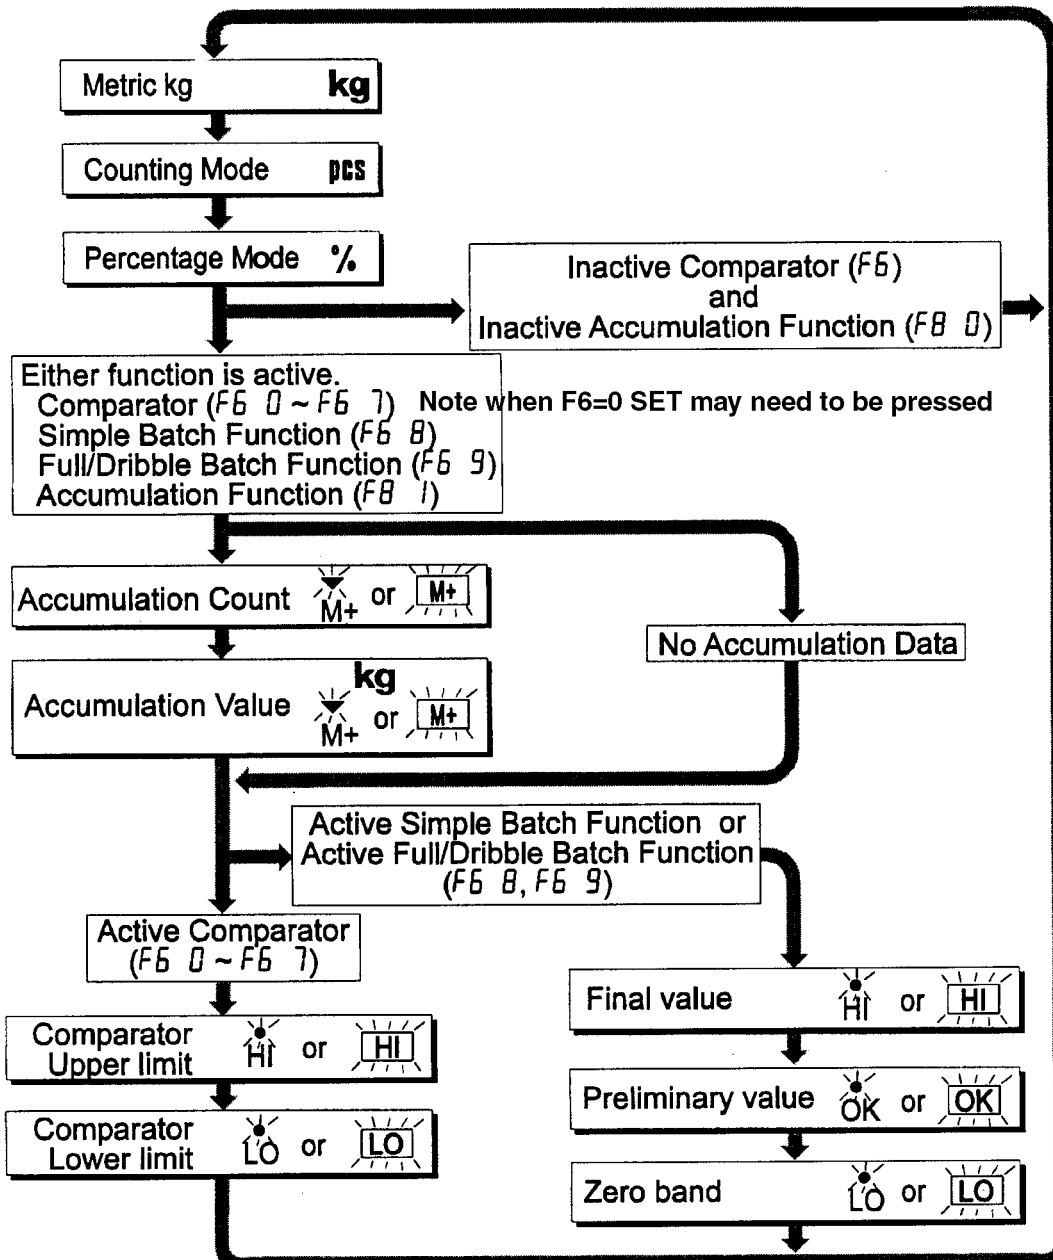 Metric kg kg
Counting Mode pcs
Percentage Mode %
Inactive Comparator (F6)
and
Inactive Accumulation Function (F8 0)
Either function is active.
Comparator (F6 0 ~ F6 7) Note when F6=0 SET may need to be pressed
Simple Batch Function (F6 8)
Full/Dribble Batch Function (F6 9)
Accumulation Function (F8 1)
Accumulation Count M+ or M+
No Accumulation Data
kg
Accumulation Value M+ or M+
Active Simple Batch Function or
Active Full/Dribble Batch Function
(F6 8, F6 9)
Active Comparator
(F6 0 ~ F6 7)
Comparator
Upper limit HI or HI
Comparator
Lower limit LO or LO
Final value HI or HI
Preliminary value OK or OK
Zero band LO or LO